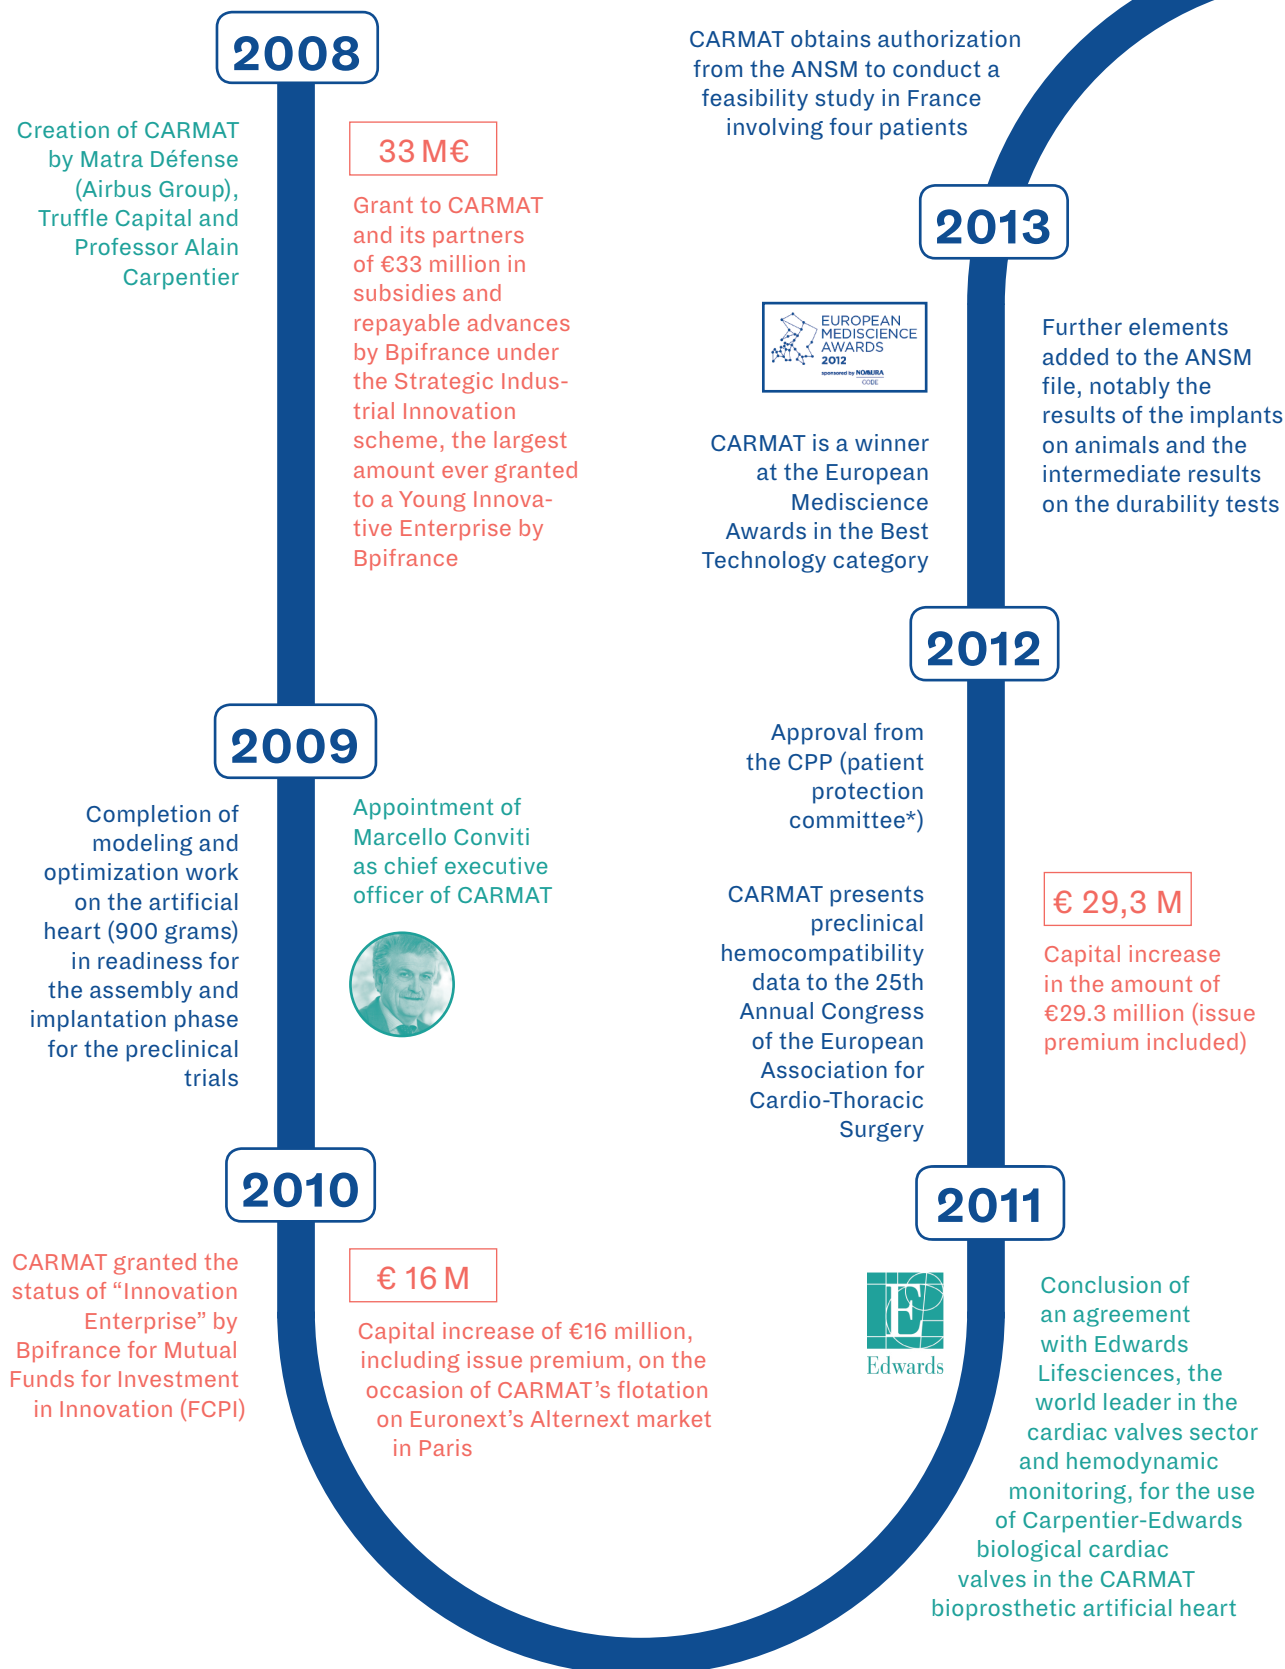 2008
Creation of CARMAT
by Matra Défense
(Airbus Group),
Truffle Capital and
Professor Alain
Carpentier
33 M€
Grant to CARMAT
and its partners
of €33 million in
subsidies and
repayable advances
by Bpifrance under
the Strategic Indus-
trial Innovation
scheme, the largest
amount ever granted
to a Young Innova-
tive Enterprise by
Bpifrance
2009
Completion of
modeling and
optimization work
on the artificial
heart (900 grams)
in readiness for
the assembly and
implantation phase
for the preclinical
trials
Appointment of
Marcello Conviti
as chief executive
officer of CARMAT
2010
CARMAT granted the
status of “Innovation
Enterprise” by
Bpifrance for Mutual
Funds for Investment
in Innovation (FCPI)
€ 16 M
Capital increase of €16 million,
including issue premium, on the
occasion of CARMAT’s flotation
on Euronext’s Alternext market
in Paris
2011
E
Edwards
Conclusion of
an agreement
with Edwards
Lifesciences, the
world leader in the
cardiac valves sector
and hemodynamic
monitoring, for the use
of Carpentier-Edwards
biological cardiac
valves in the CARMAT
bioprosthetic artificial heart
Approval from
the CPP (patient
protection
committee*)
CARMAT presents
preclinical
hemocompatibility
data to the 25th
Annual Congress
of the European
Association for
Cardio-Thoracic
Surgery
€ 29,3 M
Capital increase
in the amount of
€29.3 million (issue
premium included)
2012
EUROPEAN
MEDISCIENCE
AWARDS
2012
sponsored by NOMURA
CODE
CARMAT is a winner
at the European
Mediscience
Awards in the Best
Technology category
Further elements
added to the ANSM
file, notably the
results of the implants
on animals and the
intermediate results
on the durability tests
2013
CARMAT obtains authorization
from the ANSM to conduct a
feasibility study in France
involving four patients